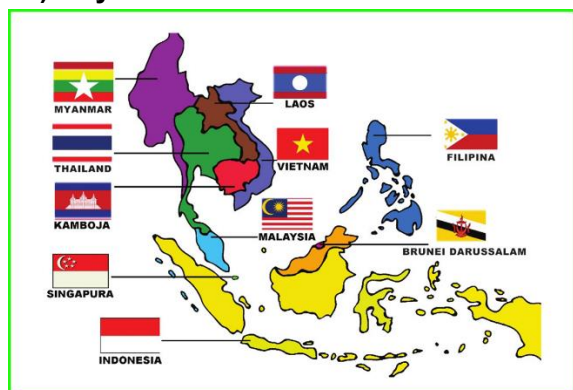 MYANMAR
LAOS
THAILAND
VIETNAM
FILIPINA
KAMBOJA
MALAYSIA
BRUNEI DARUSSALAM
SINGAPURA
INDONESIA